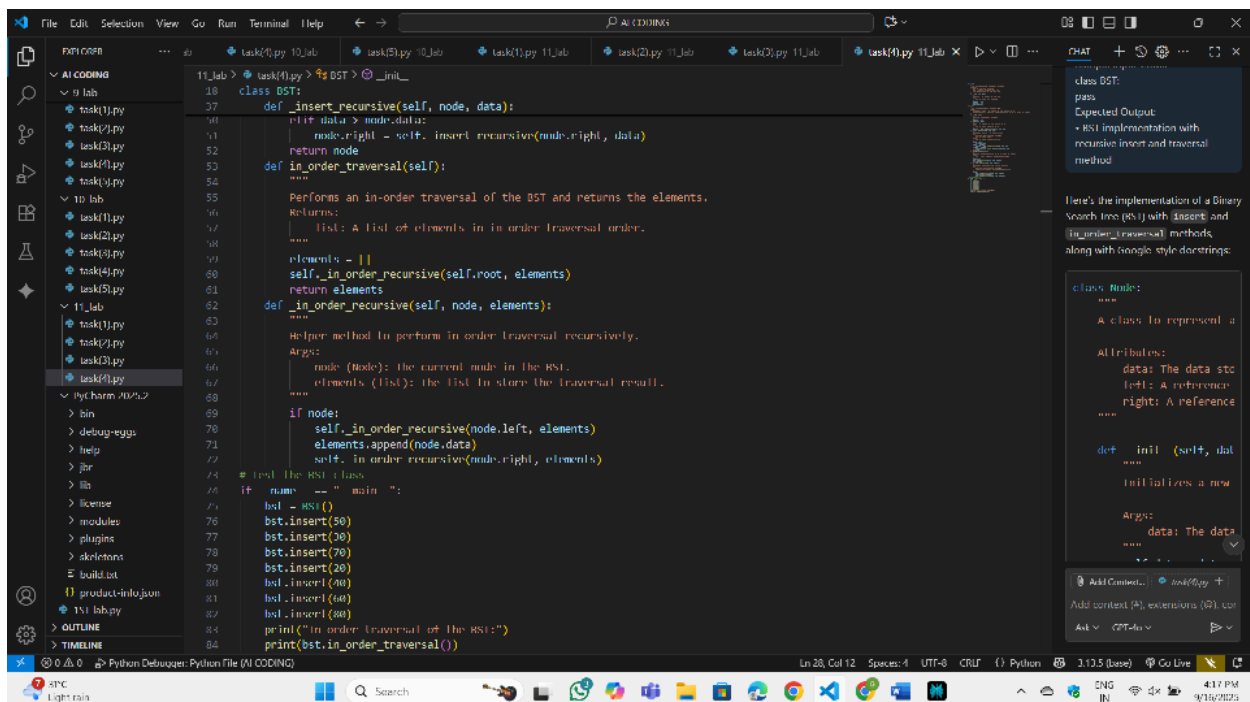 File Edit Selection View Go Run Terminal Help
AI CODING
EXPLORER
task(4).py 10_lab
task(5).py 10_lab
task(1).py 11_lab
task(2).py 11_lab
task(3).py 11_lab
task(4).py 11_lab
CHAT
AI CODING
9 lab
task(1).py
task(2).py
task(3).py
task(4).py
task(5).py
10 lab
task(1).py
task(2).py
task(3).py
task(4).py
task(5).py
11_lab
task(1).py
task(2).py
task(3).py
task(4).py
PyCharm 2025.2
bin
debug-eggs
help
jbr
lib
license
modules
plugins
skeletons
build.txt
product-info.json
1ST lab.py
OUTLINE
TIMELINE
11_lab > task(4).py > BST > __init__
18 class BST:
37 def _insert_recursive(self, node, data):
50 elif data > node.data:
51 node.right = self._insert_recursive(node.right, data)
52 return node
53 def in_order_traversal(self):
54 """
55 Performs an in-order traversal of the BST and returns the elements.
56 Returns:
57 list: A list of elements in in-order traversal order.
58 """
59 elements = []
60 self._in_order_recursive(self.root, elements)
61 return elements
62 def _in_order_recursive(self, node, elements):
63 """
64 Helper method to perform in-order traversal recursively.
65 Args:
66 node (Node): The current node in the BST.
67 elements (list): The list to store the traversal result.
68 """
69 if node:
70 self._in_order_recursive(node.left, elements)
71 elements.append(node.data)
72 self._in_order_recursive(node.right, elements)
73 # Test the BST class
74 if __name__ == "__main__":
75 bst = BST()
76 bst.insert(50)
77 bst.insert(30)
78 bst.insert(70)
79 bst.insert(20)
80 bst.insert(40)
81 bst.insert(60)
82 bst.insert(80)
83 print("In-order traversal of the BST:")
84 print(bst.in_order_traversal())
class BST:
pass
Expected Output:
• BST implementation with
recursive insert and traversal
method
Here's the implementation of a Binary
Search Tree (BST) with insert and
in_order_traversal methods,
along with Google-style docstrings:
class Node:
"""
A class to represent a
Attributes:
data: The data sto
left: A reference
right: A reference
"""
def __init__(self, dat
"""
Initializes a new
Args:
data: The data
"""
Add Context...
task(4).py
Add context (#), extensions (@), com
Ask
GPT-4o
0 0 0
Python Debugger: Python File (AI CODING)
Ln 28, Col 12
Spaces: 4
UTF-8
CRLF
Python
3.13.5 (base)
Go Live
31°C
Light rain
Search
ENG
IN
4:17 PM
9/16/2025